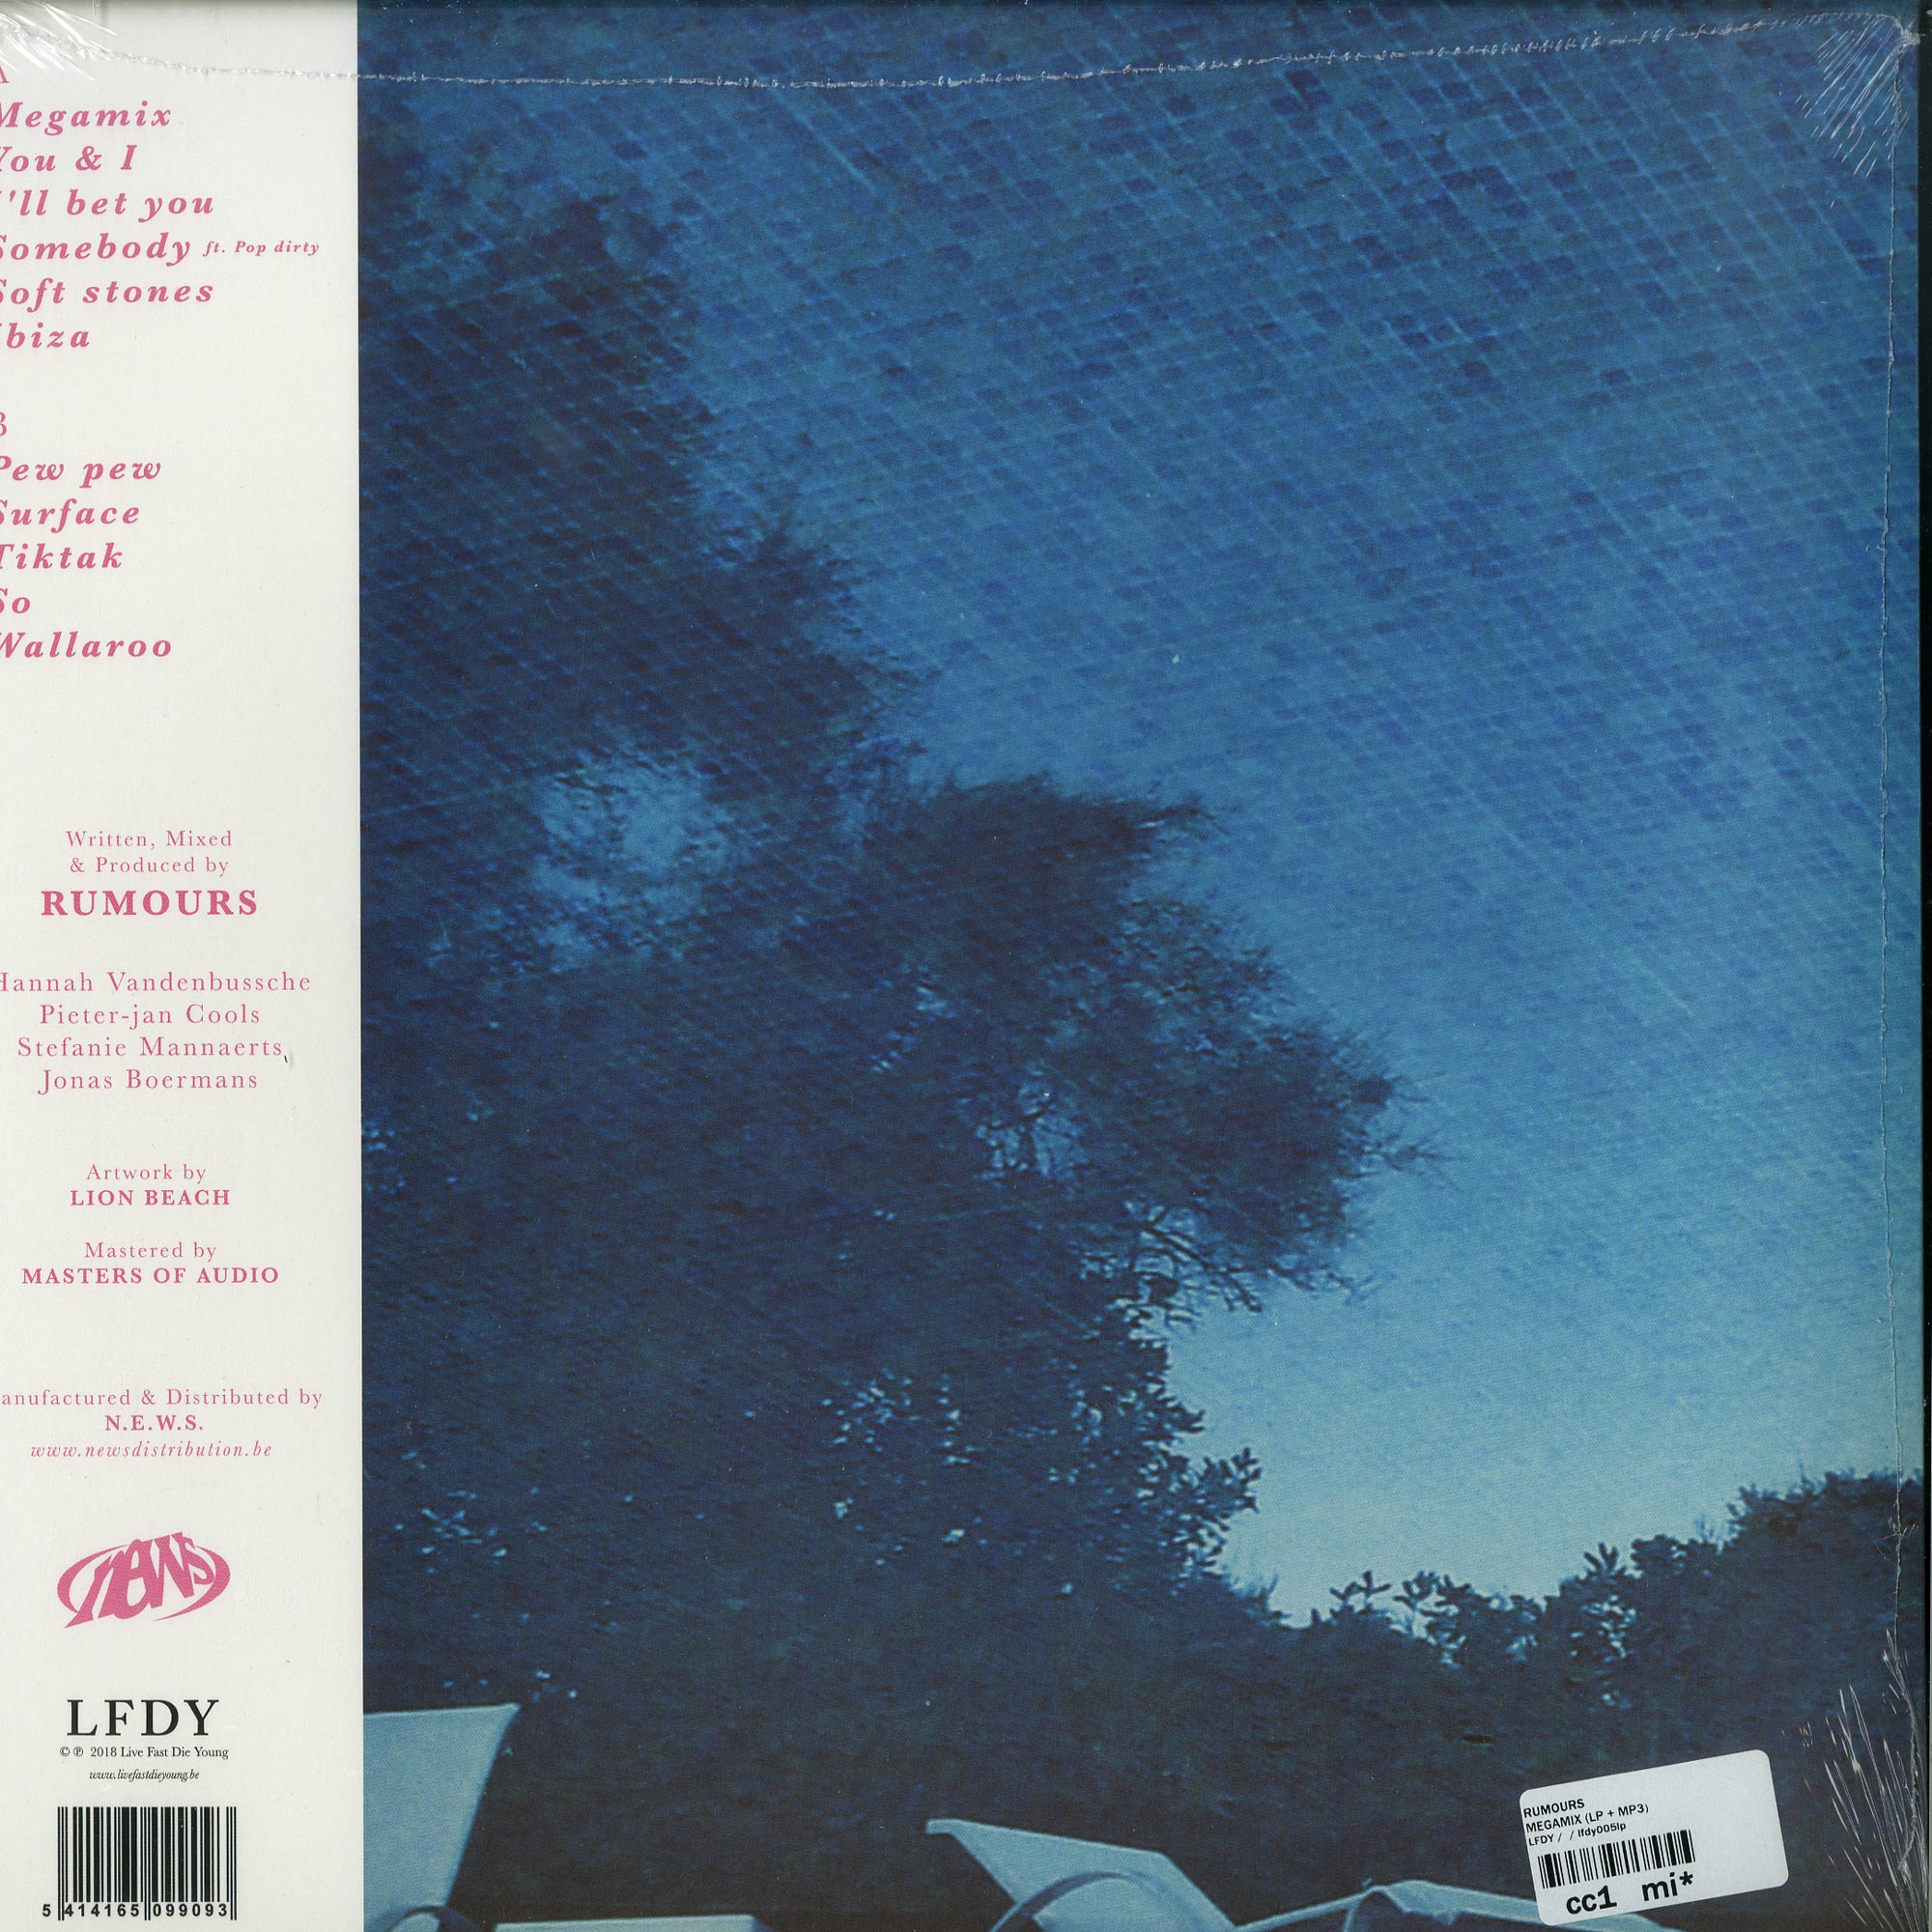 A
Megamix
You & I
I'll bet you
Somebody ft. Pop dirty
Soft stones
Ibiza
B
Pew pew
Surface
Tiktak
So
Wallaroo
Written, Mixed
& Produced by
RUMOURS
Hannah Vandenbussche
Pieter-jan Cools
Stefanie Mannaerts
Jonas Boermans
Artwork by
LION BEACH
Mastered by
MASTERS OF AUDIO
anufactured & Distributed by
N.E.W.S.
www.newsdistribution.be
news
LFDY
© ℗ 2018 Live Fast Die Young
www.livefastdieyoung.be
5 414165 099093
RUMOURS
MEGAMIX (LP + MP3)
LFDY / / lfdy005lp
cc1 mi*